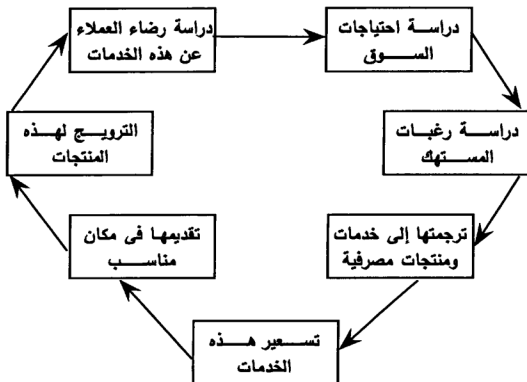 دراسة رضاء العملاء
عن هذه الخدمات
دراسة احتياجات
السوق
دراسة رغبات
المستهك
ترجمتها إلى خدمات
ومنتجات مصرفية
تسعير هذه
الخدمات
تقديمها فى مكان
مناسب
الترويج لهذه
المنتجات